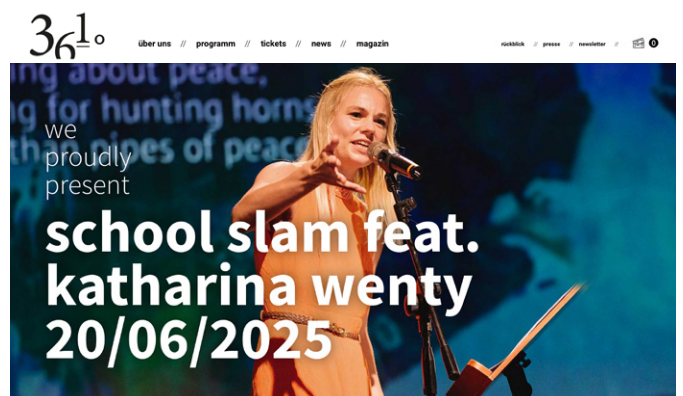 361°
über uns // programm // tickets // news // magazin
rückblick // presse // newsletter // 0
ng about peace,
g for hunting horns
than pipes of peace
we
proudly
present
school slam feat.
katharina wenty
20/06/2025